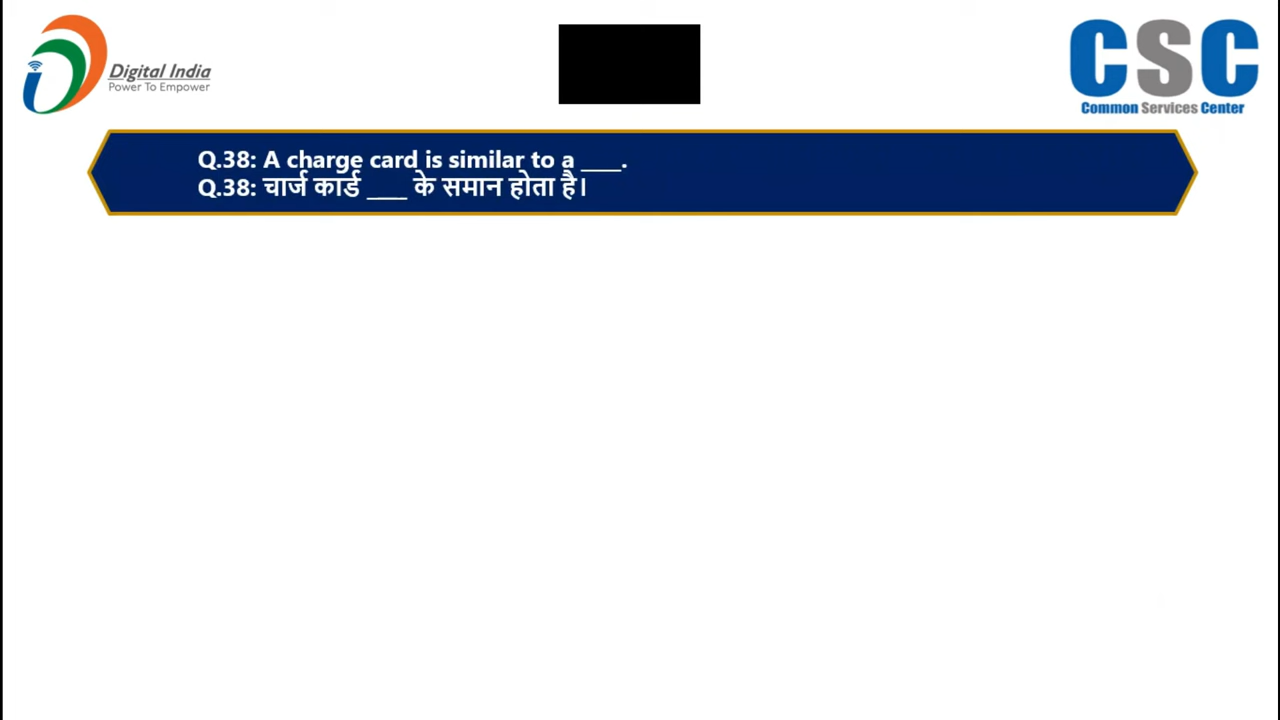 Digital India
Power To Empower
CSC
Common Services Center
Q.38: A charge card is similar to a ____.
Q.38: चार्ज कार्ड ____ के समान होता है।